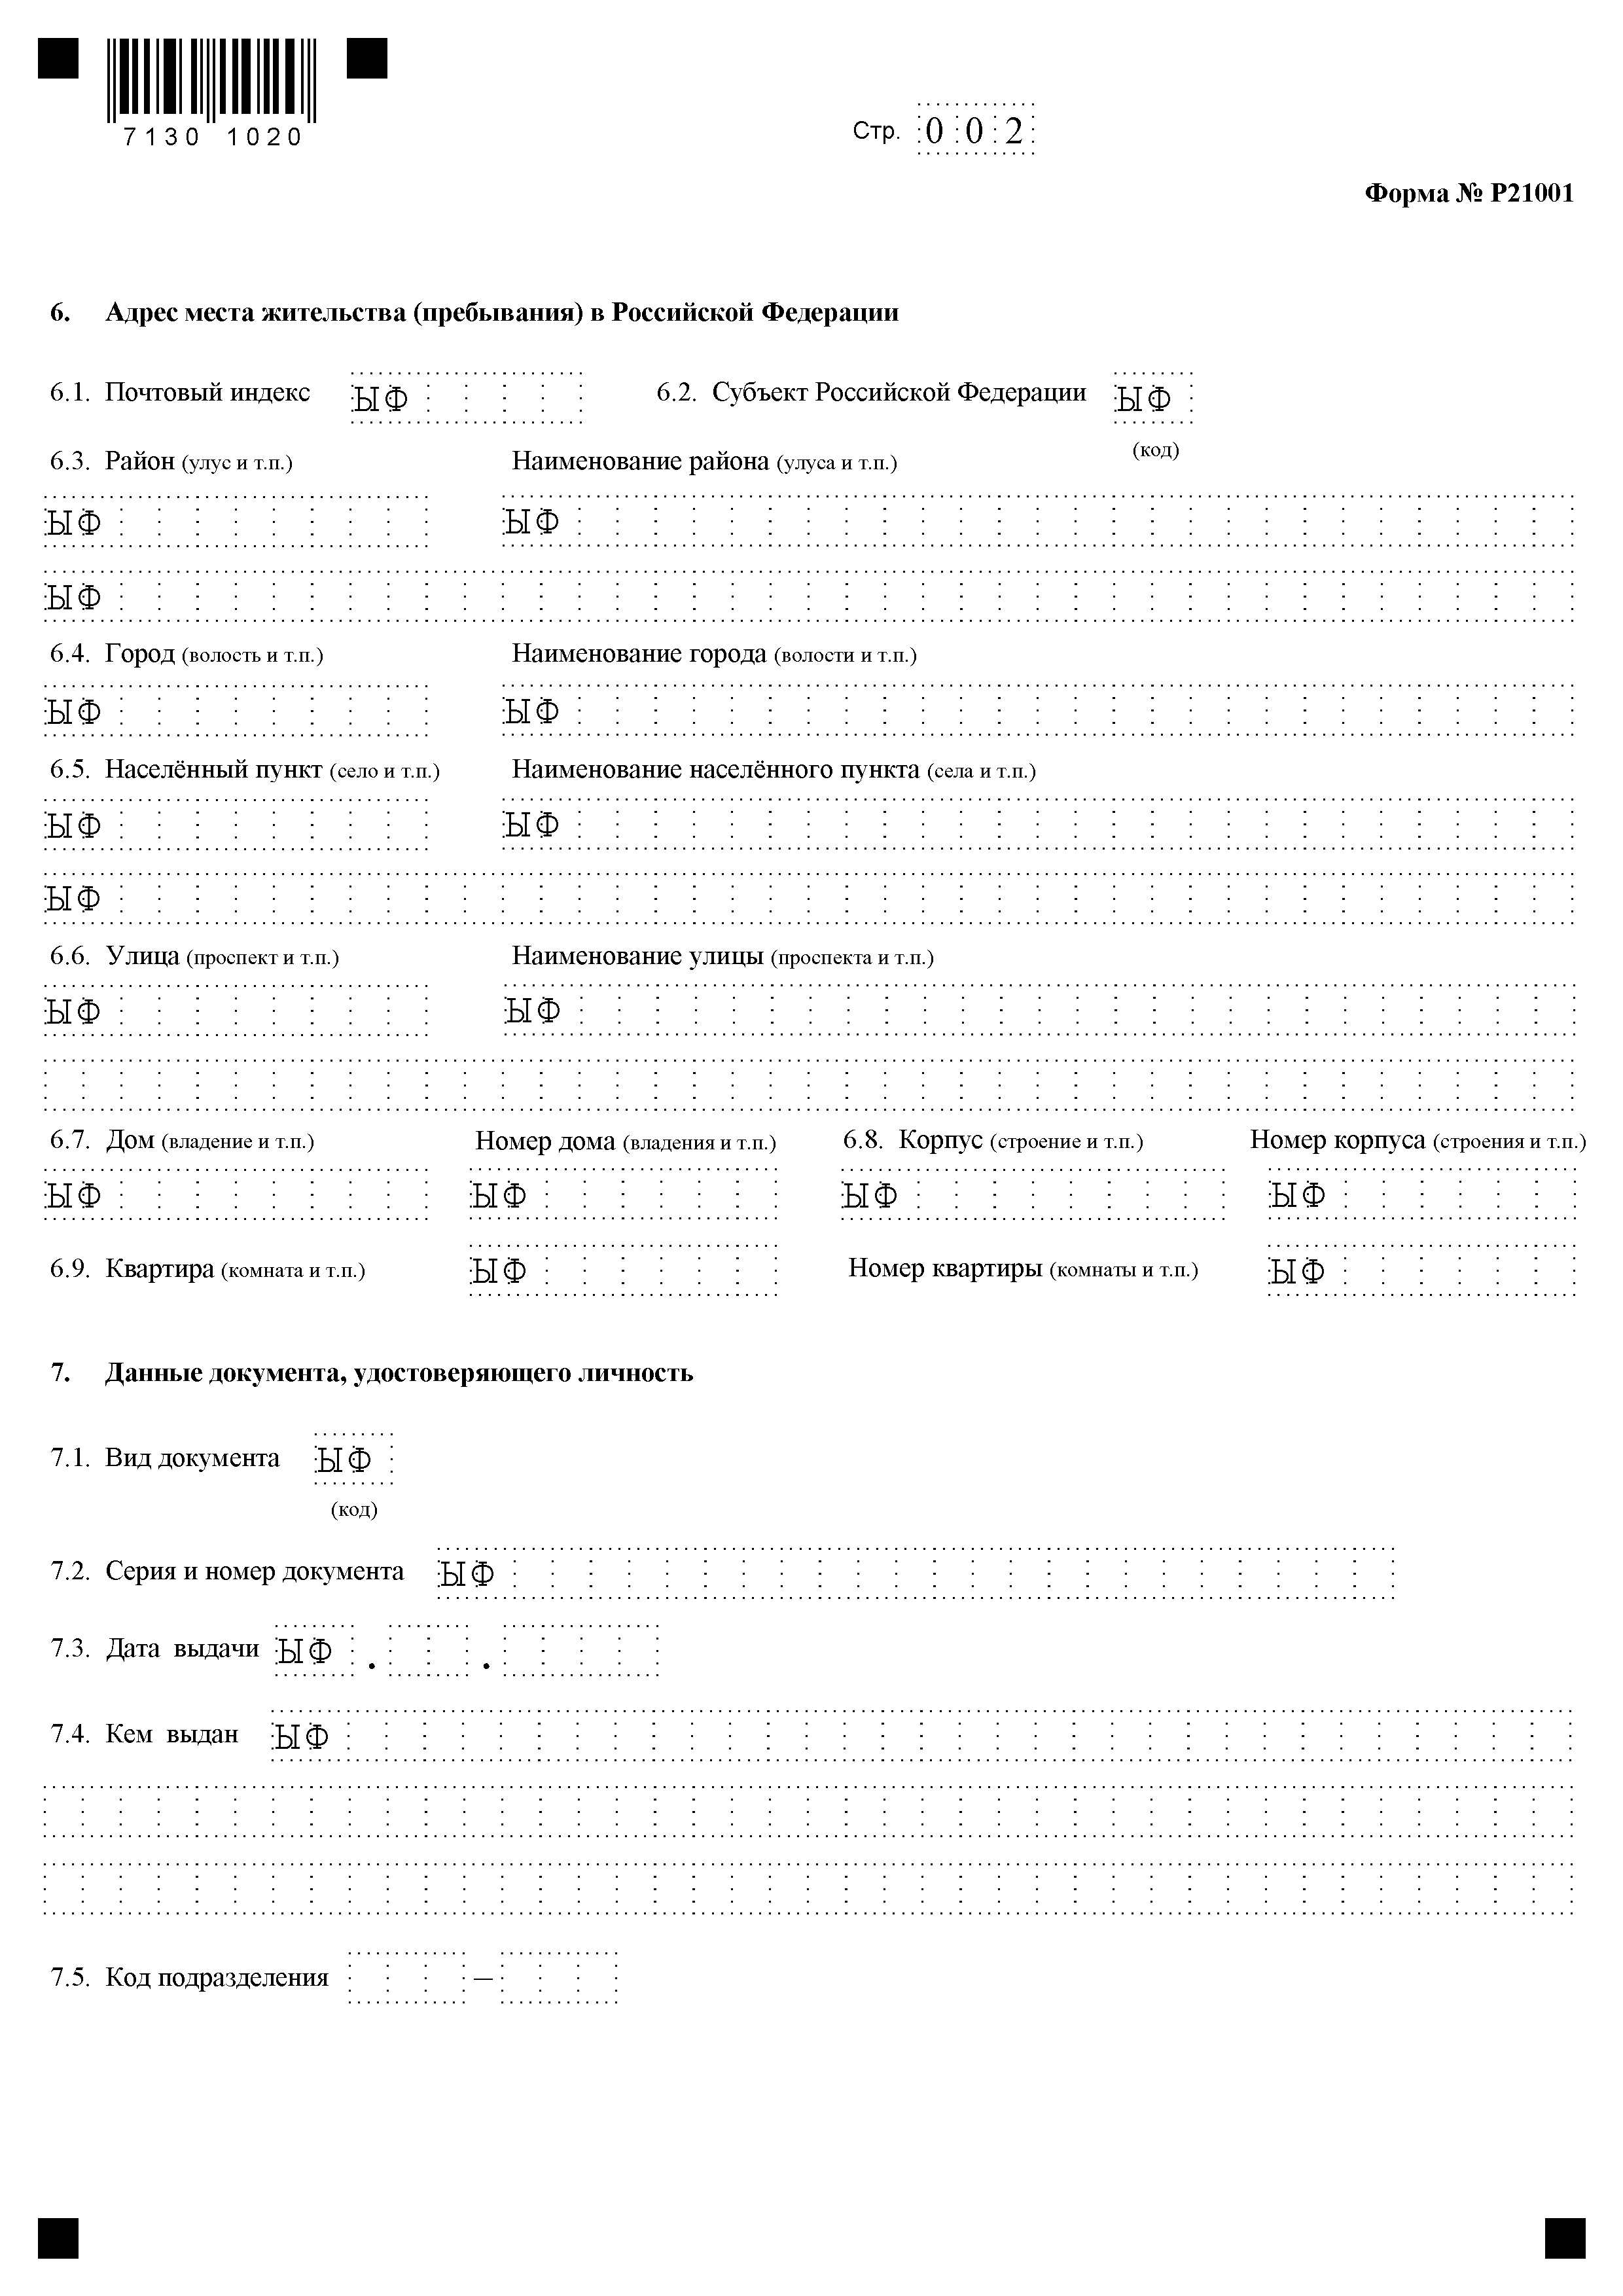 7130 1020
Стр. 002
Форма № Р21001
6. Адрес места жительства (пребывания) в Российской Федерации
6.1. Почтовый индекс ЫФ 6.2. Субъект Российской Федерации ЫФ
(код)
6.3. Район (улус и т.п.) Наименование района (улуса и т.п.)
ЫФ ЫФ
ЫФ
6.4. Город (волость и т.п.) Наименование города (волости и т.п.)
ЫФ ЫФ
6.5. Населённый пункт (село и т.п.) Наименование населённого пункта (села и т.п.)
ЫФ ЫФ
ЫФ
6.6. Улица (проспект и т.п.) Наименование улицы (проспекта и т.п.)
ЫФ ЫФ
6.7. Дом (владение и т.п.) Номер дома (владения и т.п.) 6.8. Корпус (строение и т.п.) Номер корпуса (строения и т.п.)
ЫФ ЫФ ЫФ ЫФ
6.9. Квартира (комната и т.п.) ЫФ Номер квартиры (комнаты и т.п.) ЫФ
7. Данные документа, удостоверяющего личность
7.1. Вид документа ЫФ
(код)
7.2. Серия и номер документа ЫФ
7.3. Дата выдачи ЫФ . .
7.4. Кем выдан ЫФ
7.5. Код подразделения –